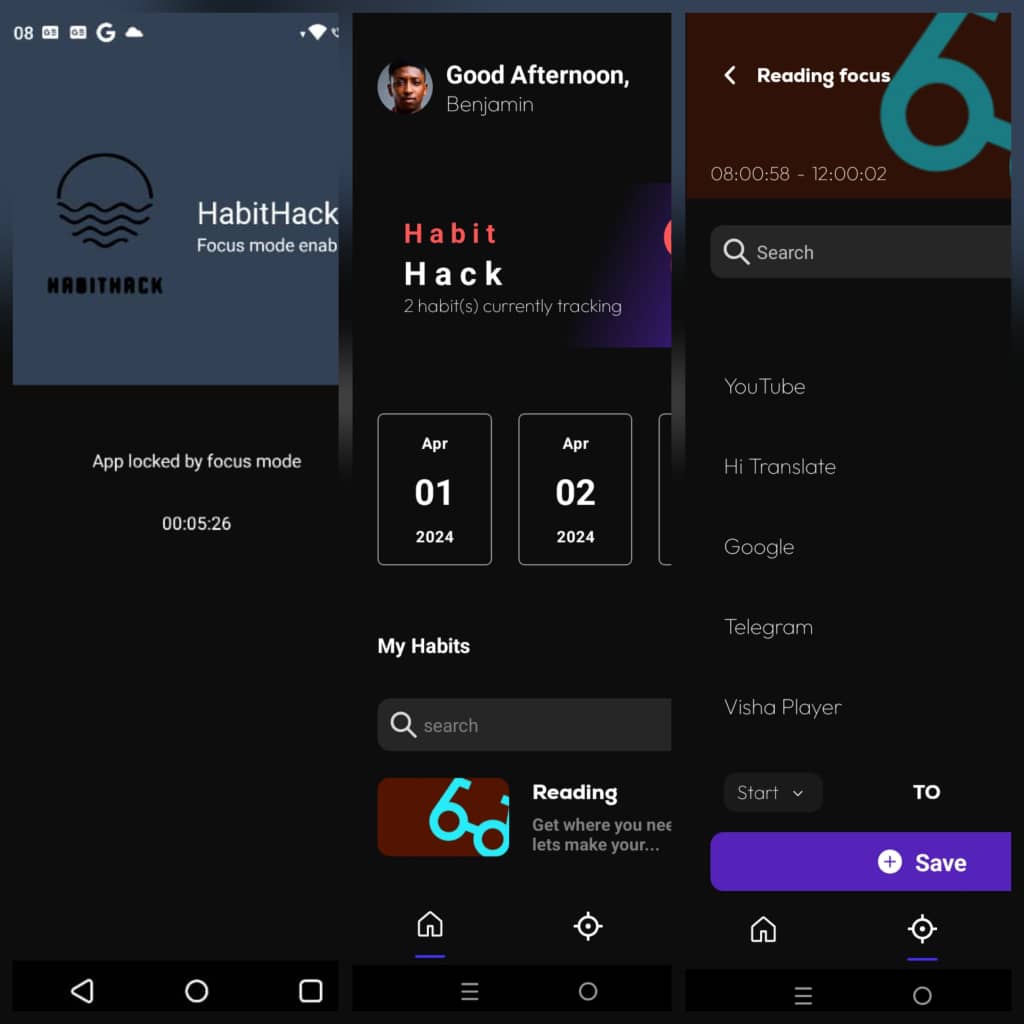 08
HabitHack
Focus mode enab
HABITHACK
App locked by focus mode
00:05:26
Good Afternoon,
Benjamin
Habit
Hack
2 habit(s) currently tracking
Apr
01
2024
Apr
02
2024
My Habits
search
Reading
Get where you nee
lets make your...
Reading focus
08:00:58 - 12:00:02
Search
YouTube
Hi Translate
Google
Telegram
Visha Player
Start TO
Save